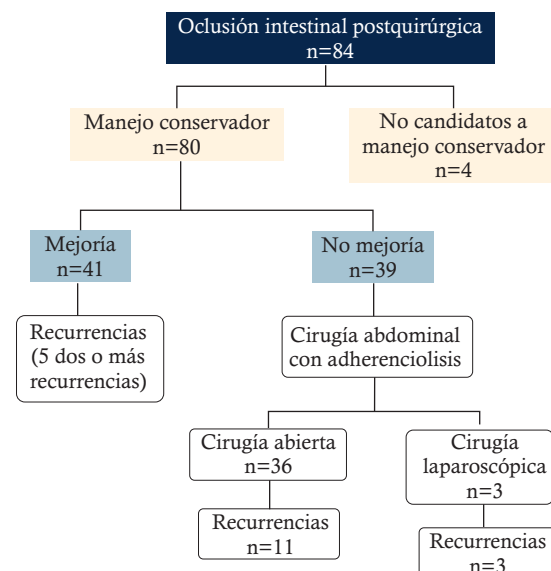 Oclusión intestinal postquirúrgica
n=84
Manejo conservador
n=80
No candidatos a
manejo conservador
n=4
Mejoría
n=41
No mejoría
n=39
Recurrencias
(5 dos o más
recurrencias)
Cirugía abdominal
con adherenciolisis
Cirugía abierta
n=36
Cirugía
laparoscópica
n=3
Recurrencias
n=11
Recurrencias
n=3